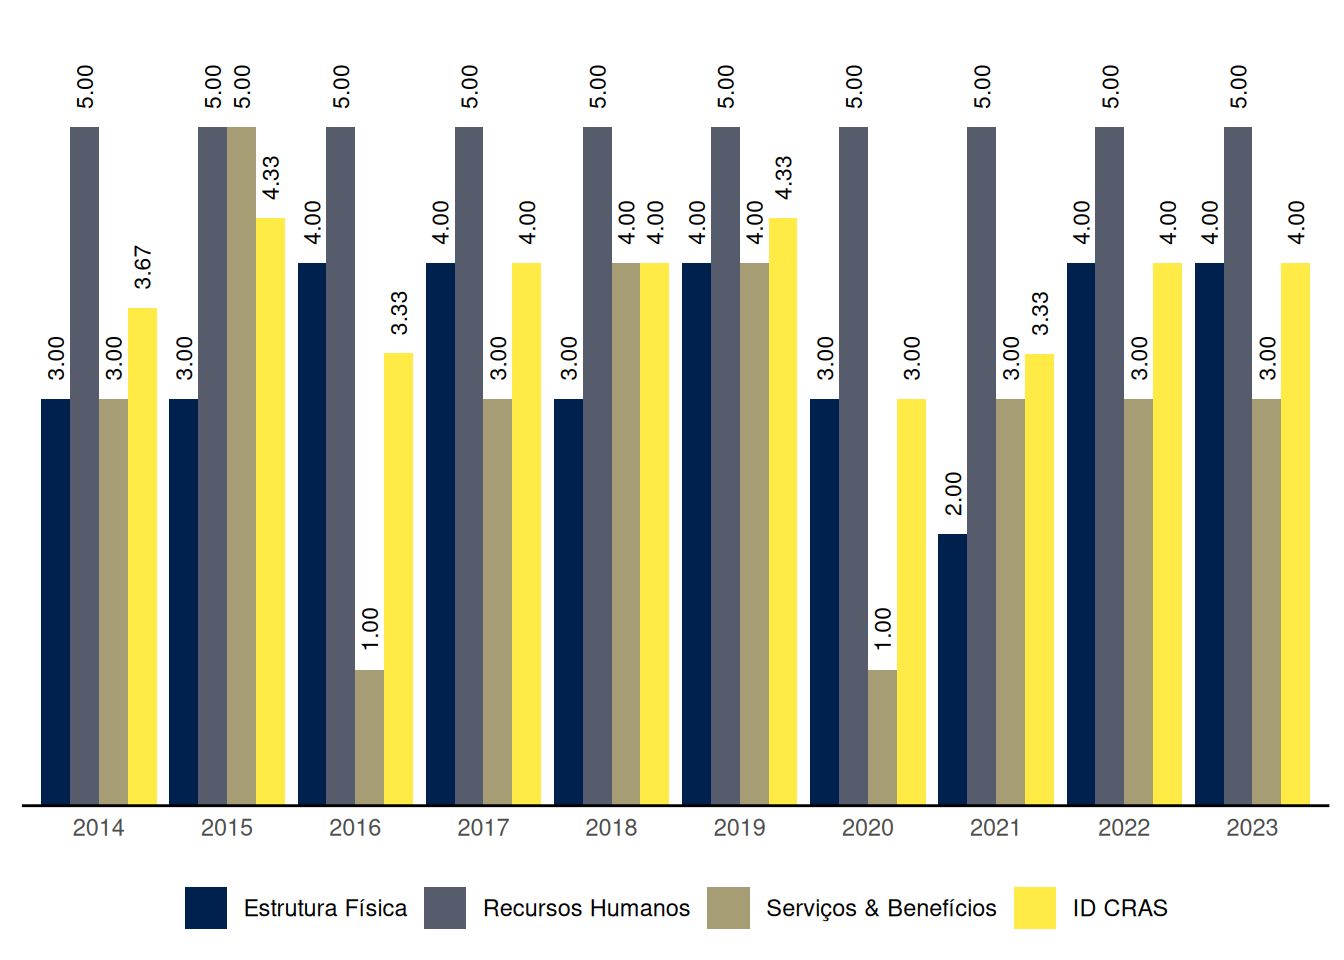 5.00 5.00 5.00 5.00 5.00 5.00 5.00 5.00 5.00 5.00 5.00
4.33 4.33
4.00 4.00 4.00 4.00 4.00 4.00 4.00 4.00 4.00 4.00 4.00
3.67
3.33 3.33
3.00 3.00 3.00 3.00 3.00 3.00 3.00 3.00 3.00 3.00
2.00
1.00 1.00
2014 2015 2016 2017 2018 2019 2020 2021 2022 2023
Estrutura Física Recursos Humanos Serviços & Benefícios ID CRAS